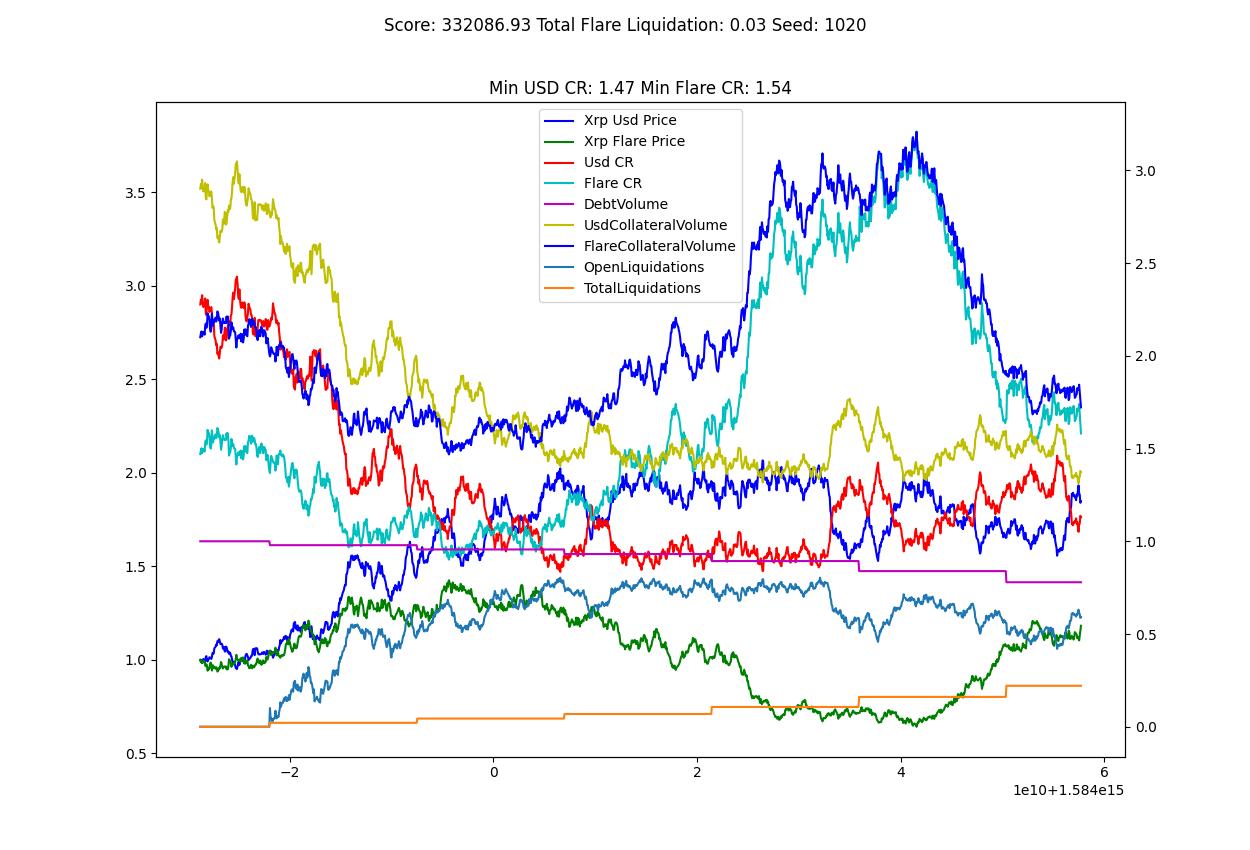 Score: 332086.93 Total Flare Liquidation: 0.03 Seed: 1020
Min USD CR: 1.47 Min Flare CR: 1.54
Xrp Usd Price
Xrp Flare Price
Usd CR
Flare CR
DebtVolume
UsdCollateralVolume
FlareCollateralVolume
OpenLiquidations
TotalLiquidations
3.5
3.0
2.5
2.0
1.5
1.0
0.5
3.0
2.5
2.0
1.5
1.0
0.5
0.0
−2 0 2 4 6
1e10+1.584e15